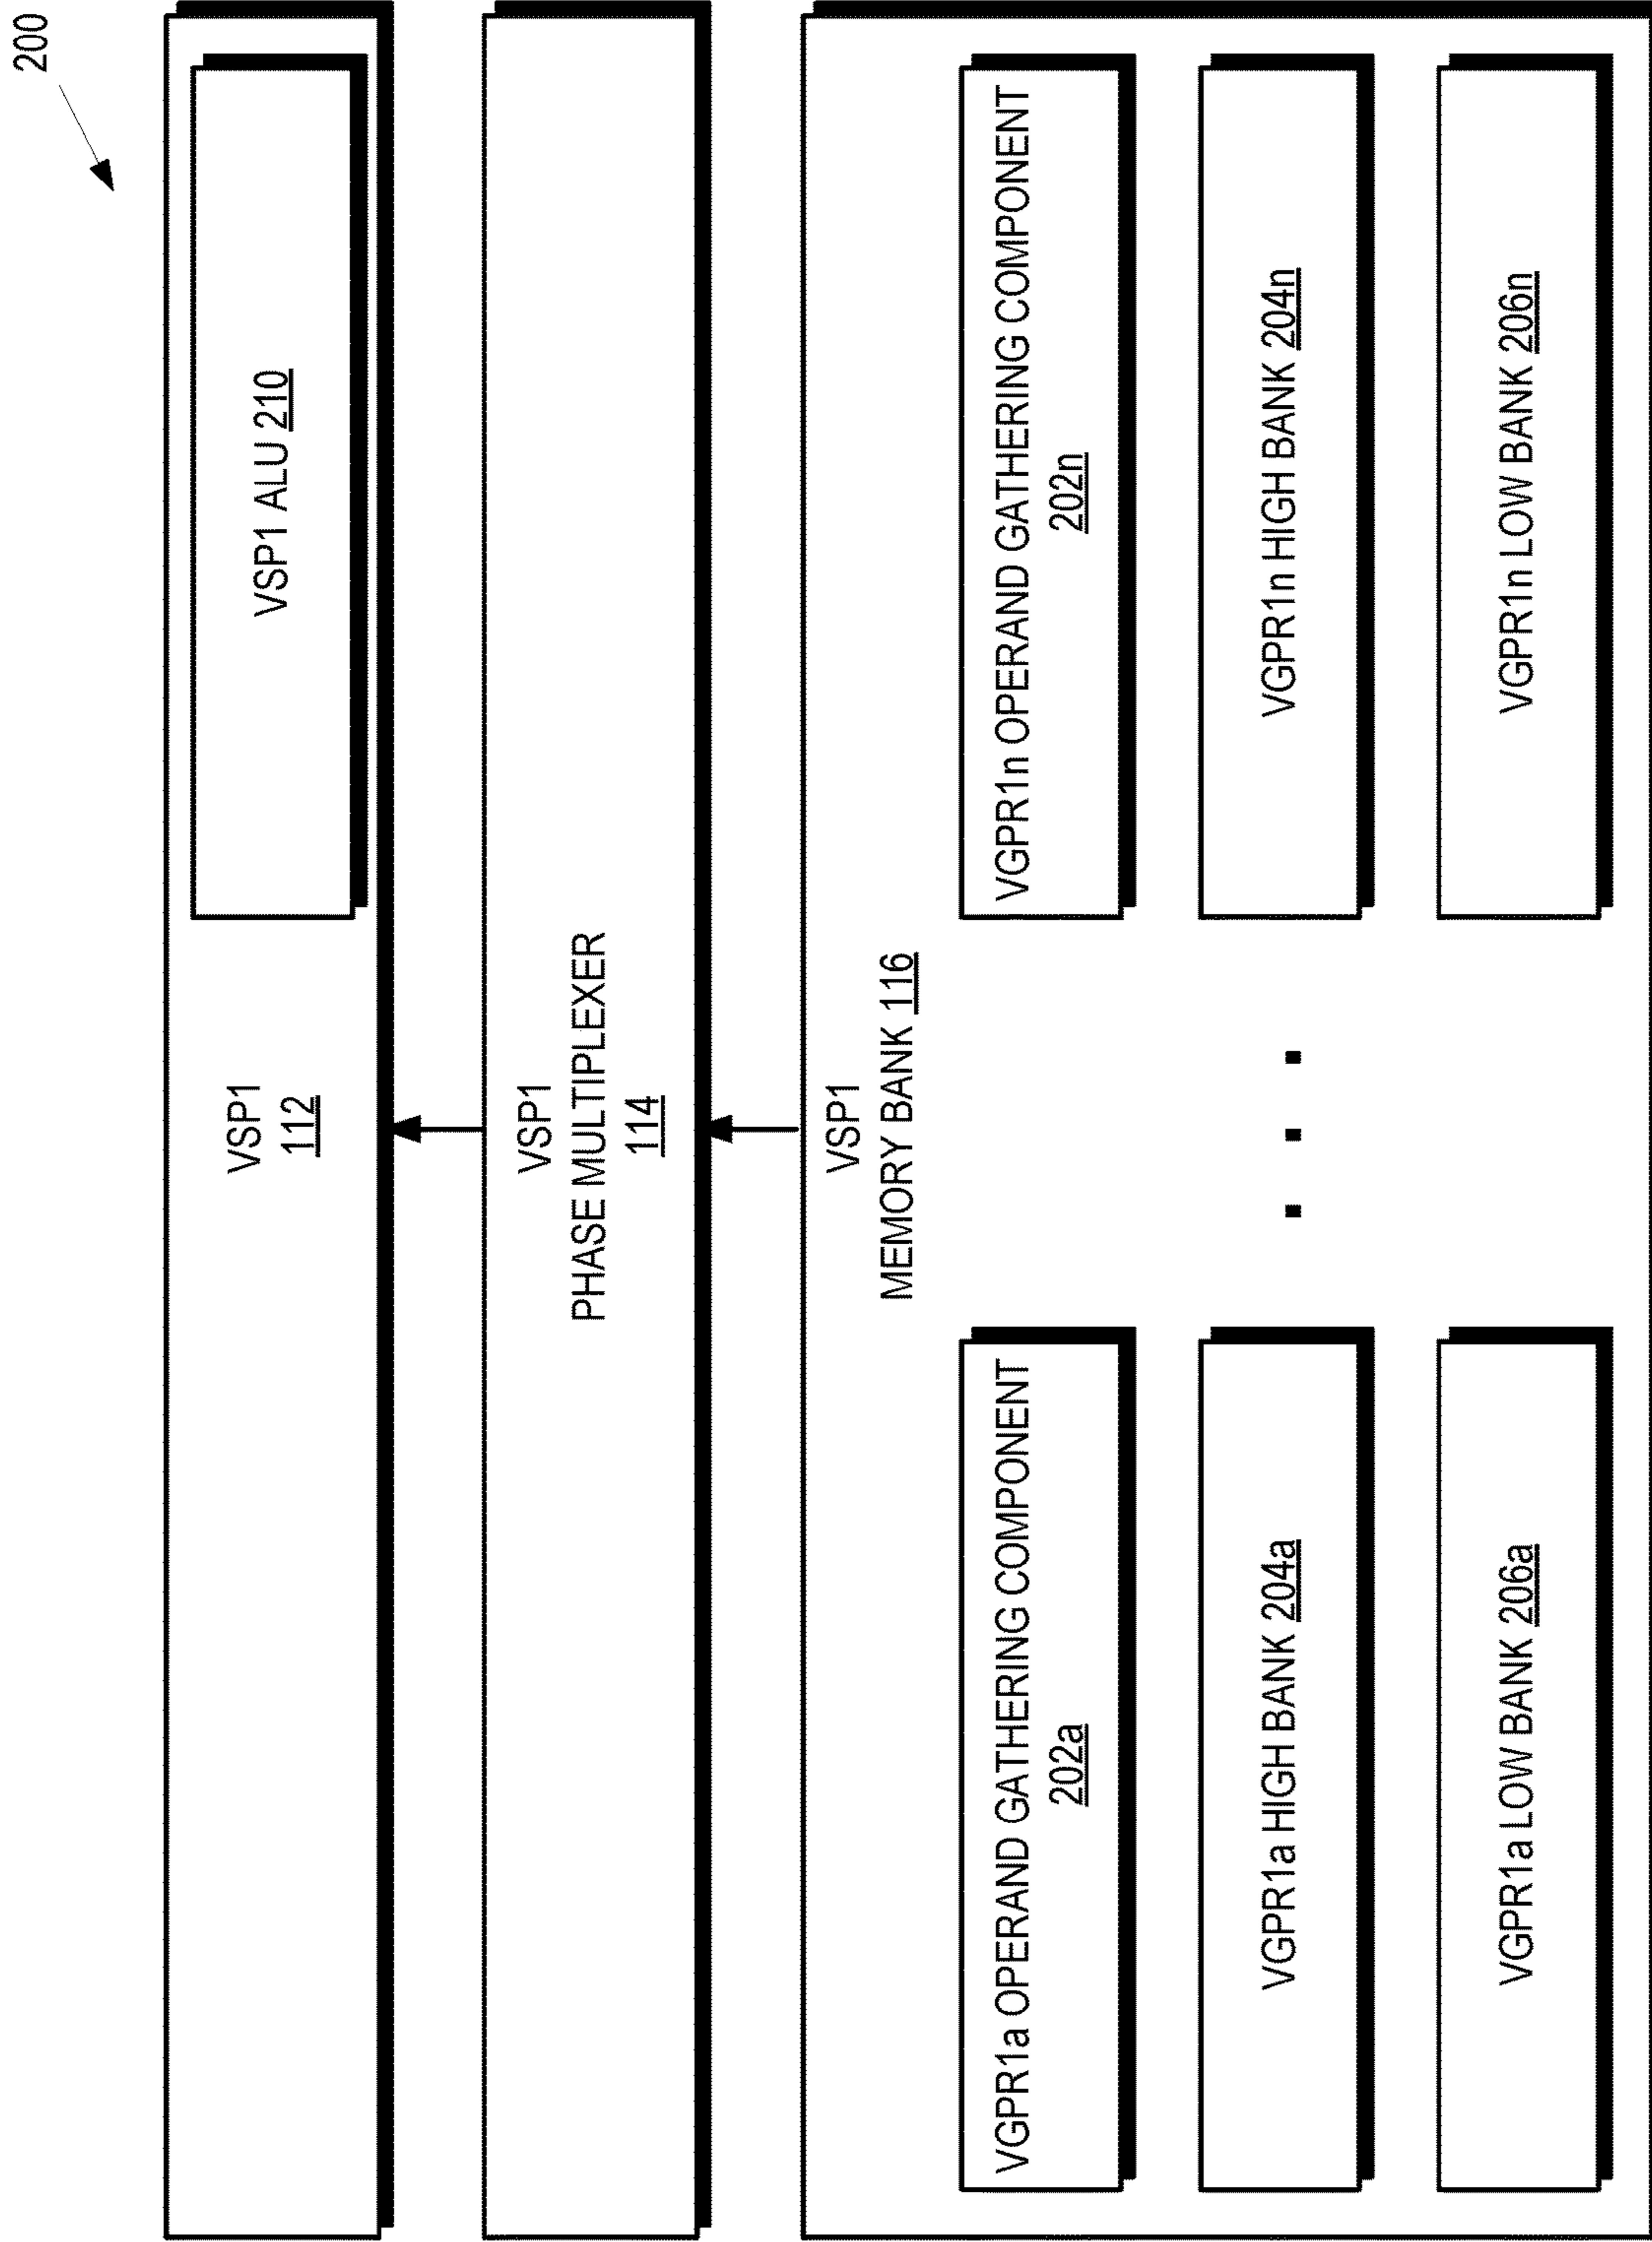 200
VSP1
112
VSP1 ALU 210
VSP1
PHASE MULTIPLEXER
114
VSP1
MEMORY BANK 116
VGPR1a OPERAND GATHERING COMPONENT
202a
VGPR1n OPERAND GATHERING COMPONENT
202n
VGPR1a HIGH BANK 204a
VGPR1n HIGH BANK 204n
VGPR1a LOW BANK 206a
VGPR1n LOW BANK 206n